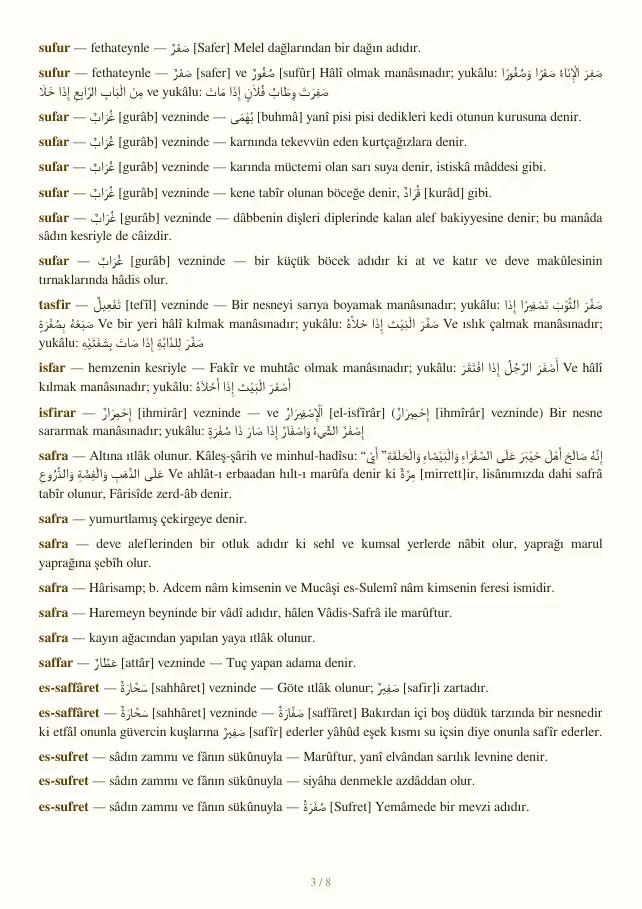 sufur — fethateynle — صَفَرٌ [Safer] Melel dağlarından bir dağın adıdır.
sufur — fethateynle — صَفَرٌ [safer] ve صُفُورٌ [sufûr] Hâlî olmak manâsınadır; yukâlu: صَفِرَ الْإِنَاءُ صَفَرًا وَصُفُورًا
مِنَ الْبَابِ الرَّابِعِ إِذَا خَلَا ve yukâlu: صَفِرَتْ وِطَابُ فُلَانٍ إِذَا مَاتَ
sufar — غُرَابٌ [gurâb] vezninde — بُهْمَى [buhmâ] yanî pisi pisi dedikleri kedi otunun kurusuna denir.
sufar — غُرَابٌ [gurâb] vezninde — karnında tekevvün eden kurtçağızlara denir.
sufar — غُرَابٌ [gurâb] vezninde — karında müctemi olan sarı suya denir, istiskâ mâddesi gibi.
sufar — غُرَابٌ [gurâb] vezninde — kene tabîr olunan böceğe denir, قُرَادٌ [kurâd] gibi.
sufar — غُرَابٌ [gurâb] vezninde — dâbbenin dişleri diplerinde kalan alef bakiyyesine denir; bu manâda
sâdın kesriyle de câizdir.
sufar — غُرَابٌ [gurâb] vezninde — bir küçük böcek adıdır ki at ve katır ve deve makûlesinin
tırnaklarında hâdis olur.
tasfir — تَفْعِيلٌ [tefîl] vezninde — Bir nesneyi sarıya boyamak manâsınadır; yukâlu: صَفَّرَ الثَّوْبَ تَصْفِيرًا إِذَا
صَبَغَهُ بِصُفْرَةٍ Ve bir yeri hâlî kılmak manâsınadır; yukâlu: صَفَّرَ الْبَيْتَ إِذَا خَلَّاهُ Ve ıslık çalmak manâsınadır;
yukâlu: صَفَّرَ لِلدَّابَّةِ إِذَا صَاتَ بِشَفَتَيْهِ
isfar — hemzenin kesriyle — Fakîr ve muhtâc olmak manâsınadır; yukâlu: أَصْفَرَ الرَّجُلُ إِذَا افْتَقَرَ Ve hâlî
kılmak manâsınadır; yukâlu: أَصْفَرَ الْبَيْتَ إِذَا أَخْلَاهُ
isfirar — إِحْمِرَارٌ [ihmirâr] vezninde — ve اَلْإِصْفِيرَارُ [el-isfîrâr] (إِحْمِيرَارٌ [ihmîrâr] vezninde) Bir nesne
sararmak manâsınadır; yukâlu: إِصْفَرَّ الشَّيْءُ وَاصْفَارَّ إِذَا صَارَ ذَا صُفْرَةٍ
safra — Altına ıtlâk olunur. Kâleş-şârih ve minhul-hadîsu: “إِنَّهُ صَالَحَ أَهْلَ خَيْبَرَ عَلَى الصَّفْرَاءِ وَالْبَيْضَاءِ وَالْحَلَقَةِ” أَيْ
عَلَى الذَّهَبِ وَالْفِضَّةِ وَالدُّرُوعِ Ve ahlât-ı erbaadan hılt-ı marûfa denir ki مِرَّةٌ [mirrett]ir, lisânımızda dahi safrâ
tabîr olunur, Fârisîde zerd-âb denir.
safra — yumurtlamış çekirgeye denir.
safra — deve aleflerinden bir otluk adıdır ki sehl ve kumsal yerlerde nâbit olur, yaprağı marul
yaprağına şebîh olur.
safra — Hârisamp; b. Adcem nâm kimsenin ve Mucâşi es-Sulemî nâm kimsenin feresi ismidir.
safra — Haremeyn beyninde bir vâdî adıdır, hâlen Vâdis-Safrâ ile marûftur.
safra — kayın ağacından yapılan yaya ıtlâk olunur.
saffar — عَطَّارٌ [attâr] vezninde — Tuç yapan adama denir.
es-saffâret — سَحَّارَةٌ [sahhâret] vezninde — Göte ıtlâk olunur; صَفِيرٌ [safîr]i zartadır.
es-saffâret — سَحَّارَةٌ [sahhâret] vezninde — صَفَّارَةٌ [saffâret] Bakırdan içi boş düdük tarzında bir nesnedir
ki etfâl onunla güvercin kuşlarına صَفِيرٌ [safîr] ederler yâhûd eşek kısmı su içsin diye onunla safîr ederler.
es-sufret — sâdın zammı ve fânın sükûnuyla — Marûftur, yanî elvândan sarılık levnine denir.
es-sufret — sâdın zammı ve fânın sükûnuyla — siyâha denmekle azdâddan olur.
es-sufret — sâdın zammı ve fânın sükûnuyla — صُفْرَةُ [Sufret] Yemâmede bir mevzi adıdır.
3 / 8